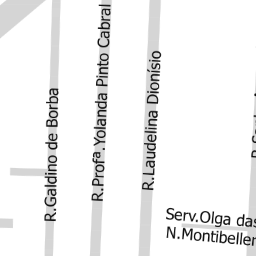 R.Galdino de Borba
R.Profa.Yolanda Pinto Cabral
R.Laudelina Dionísio
Serv.Olga das
N.Montibeller